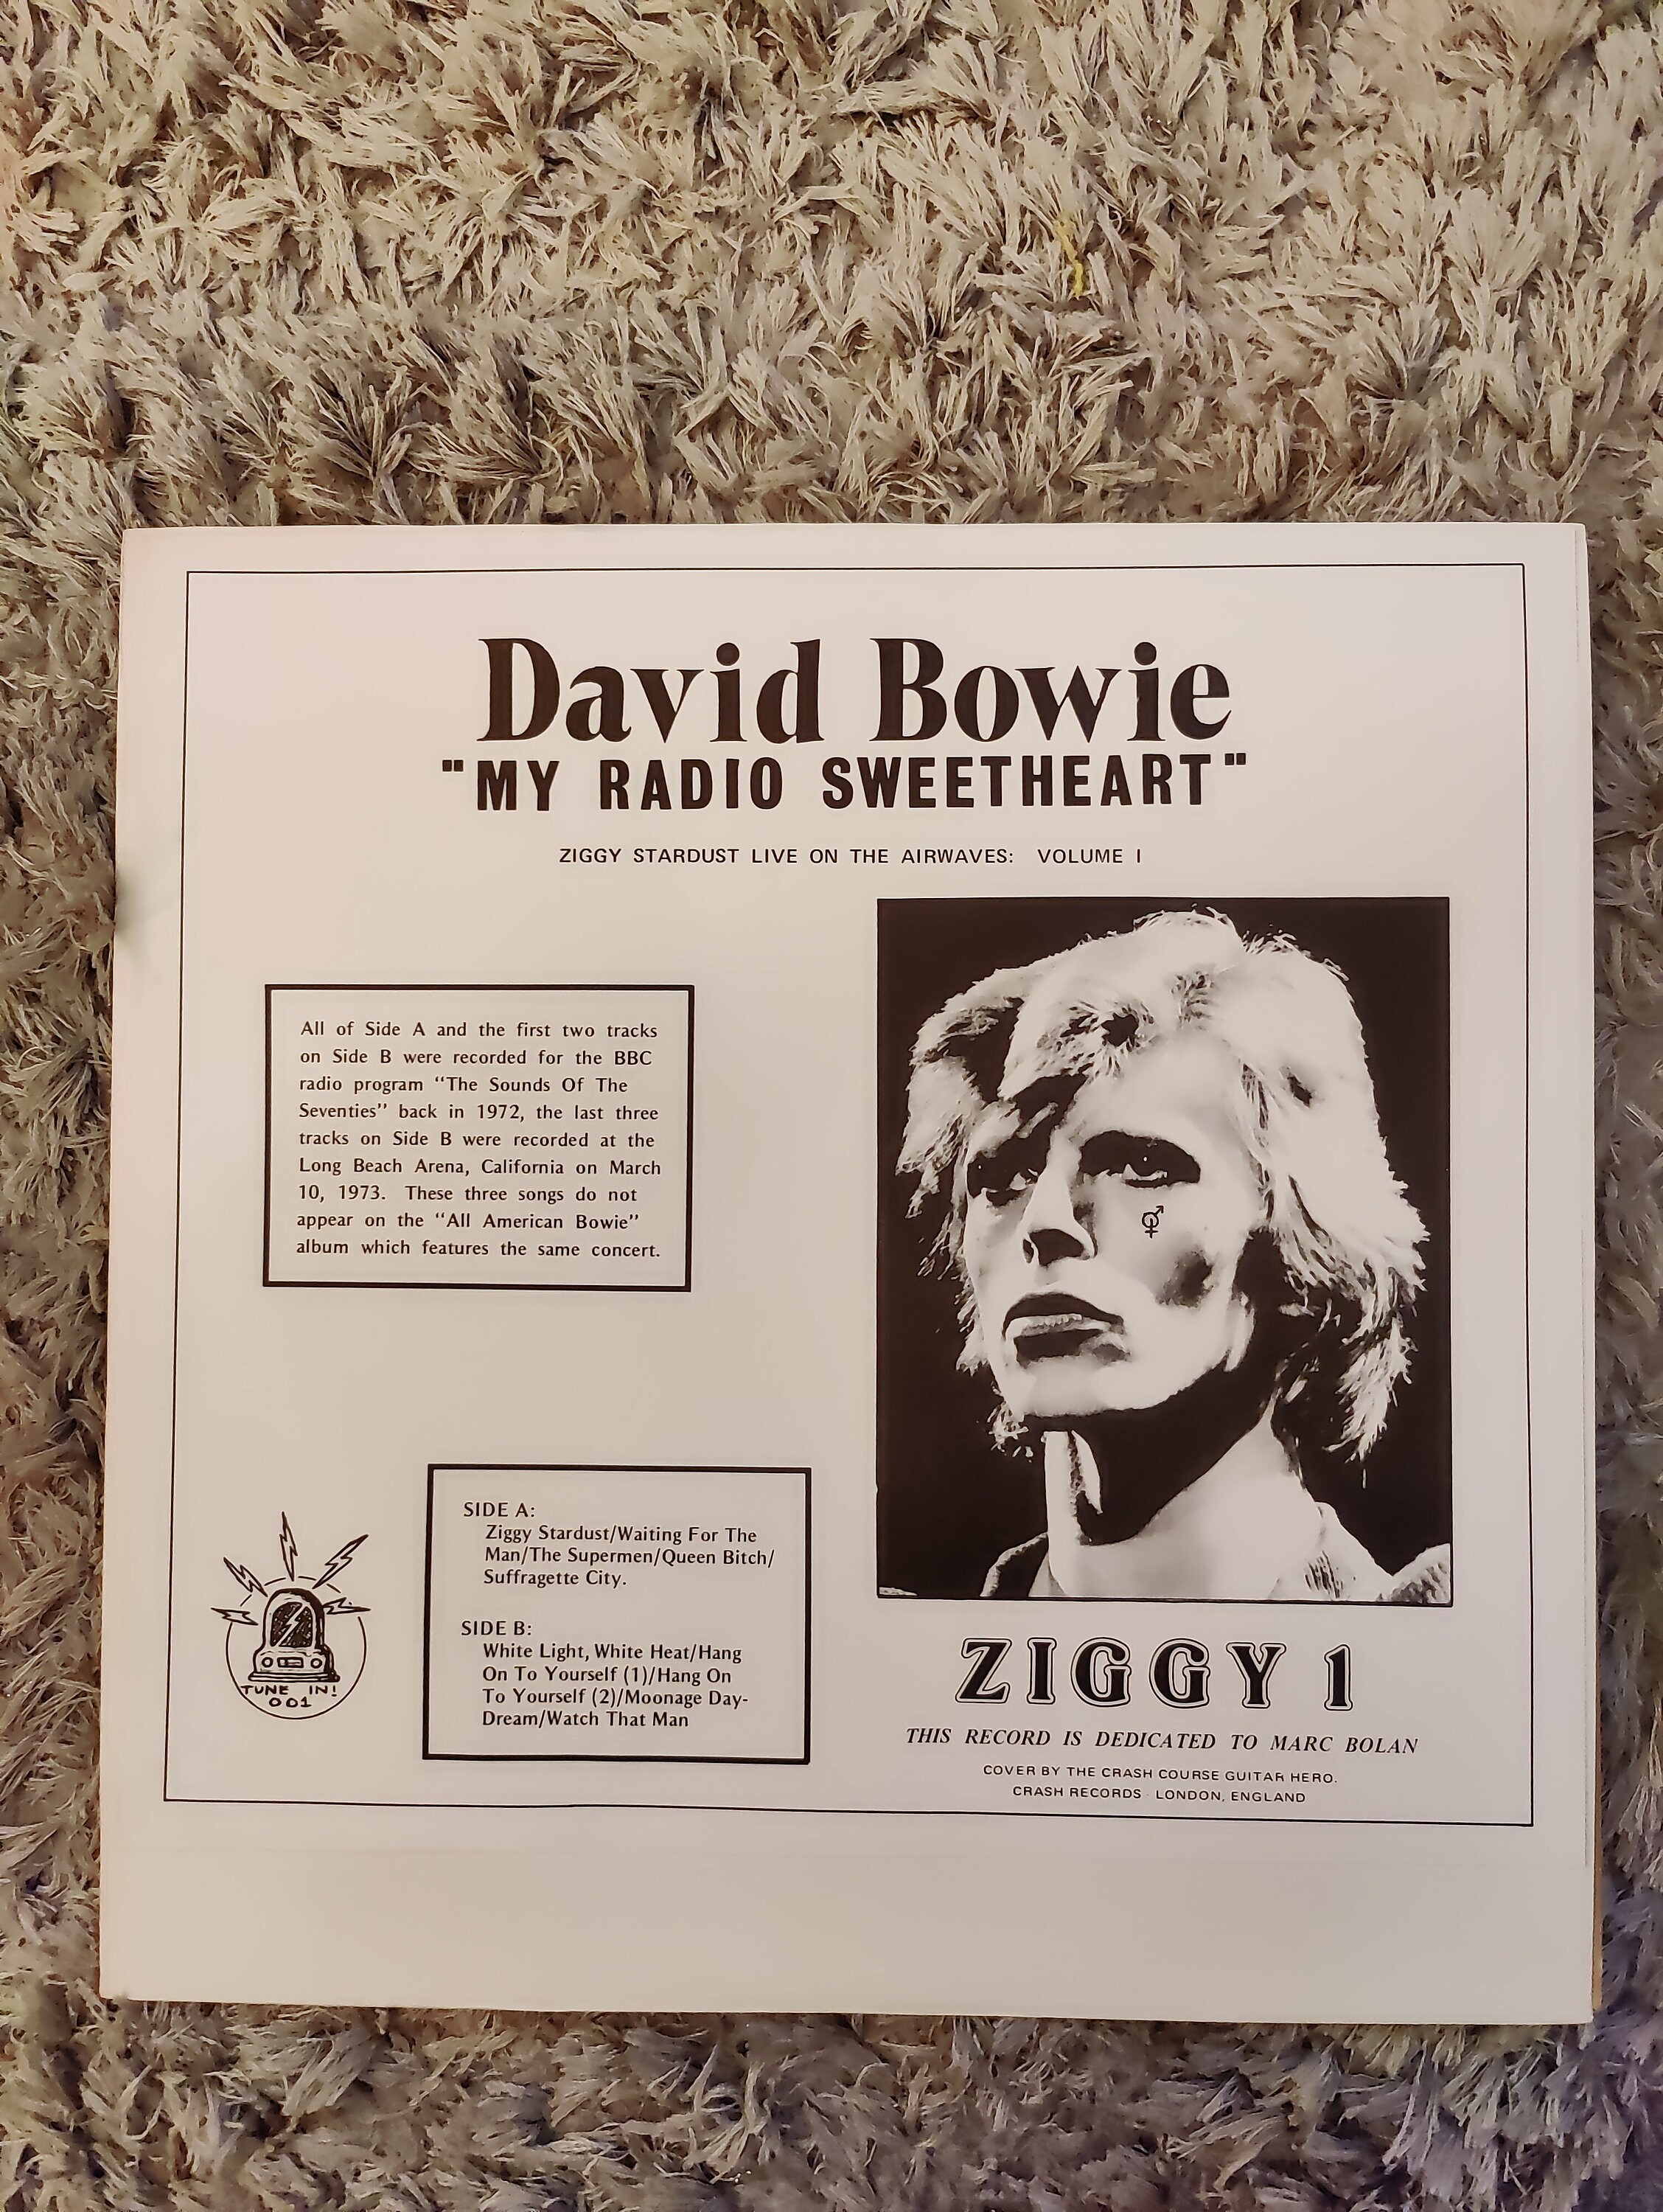 David Bowie
"MY RADIO SWEETHEART"
ZIGGY STARDUST LIVE ON THE AIRWAVES: VOLUME I
All of Side A and the first two tracks
on Side B were recorded for the BBC
radio program “The Sounds Of The
Seventies” back in 1972, the last three
tracks on Side B were recorded at the
Long Beach Arena, California on March
10, 1973. These three songs do not
appear on the “All American Bowie”
album which features the same concert.
SIDE A:
Ziggy Stardust/Waiting For The
Man/The Supermen/Queen Bitch/
Suffragette City.
SIDE B:
White Light, White Heat/Hang
On To Yourself (1)/Hang On
To Yourself (2)/Moonage Day-
Dream/Watch That Man
TUNE IN!
001
ZIGGY 1
THIS RECORD IS DEDICATED TO MARC BOLAN
COVER BY THE CRASH COURSE GUITAR HERO.
CRASH RECORDS LONDON, ENGLAND